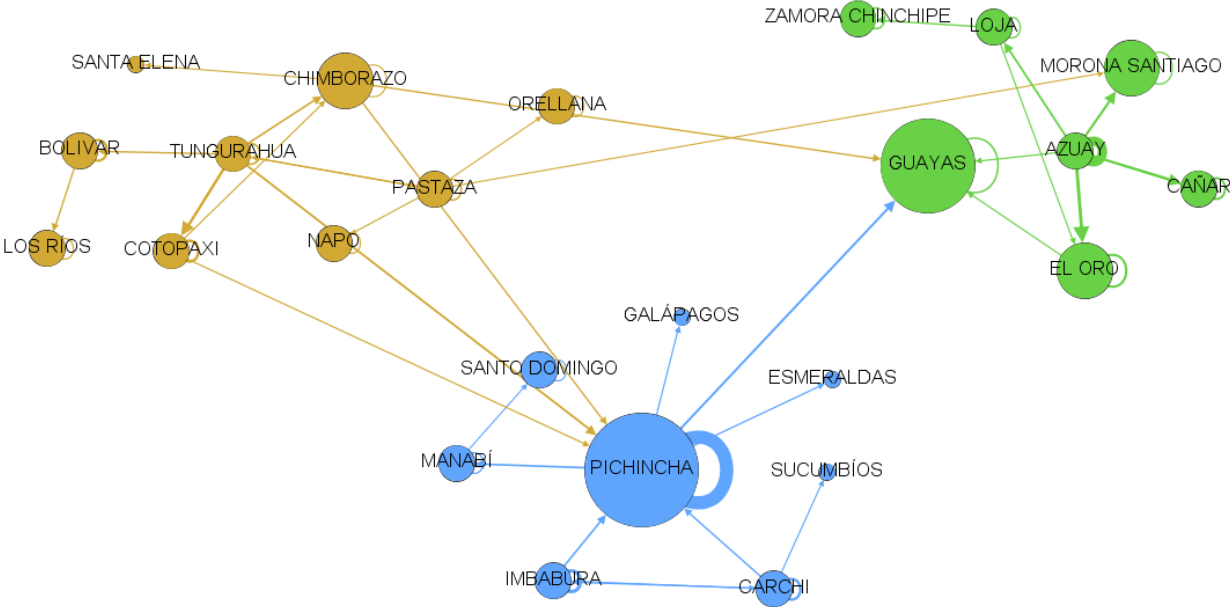 ZAMORA CHINCHIPE
LOJA
SANTA ELENA
CHIMBORAZO
MORONA SANTIAGO
ORELLANA
BOLIVAR
TUNGURAHUA
AZUAY
GUAYAS
PASTAZA
CAÑAR
LOS RÍOS
COTOPAXI
NAPO
EL ORO
GALÁPAGOS
SANTO DOMINGO
ESMERALDAS
MANABÍ
PICHINCHA
SUCUMBÍOS
IMBABURA
CARCHI